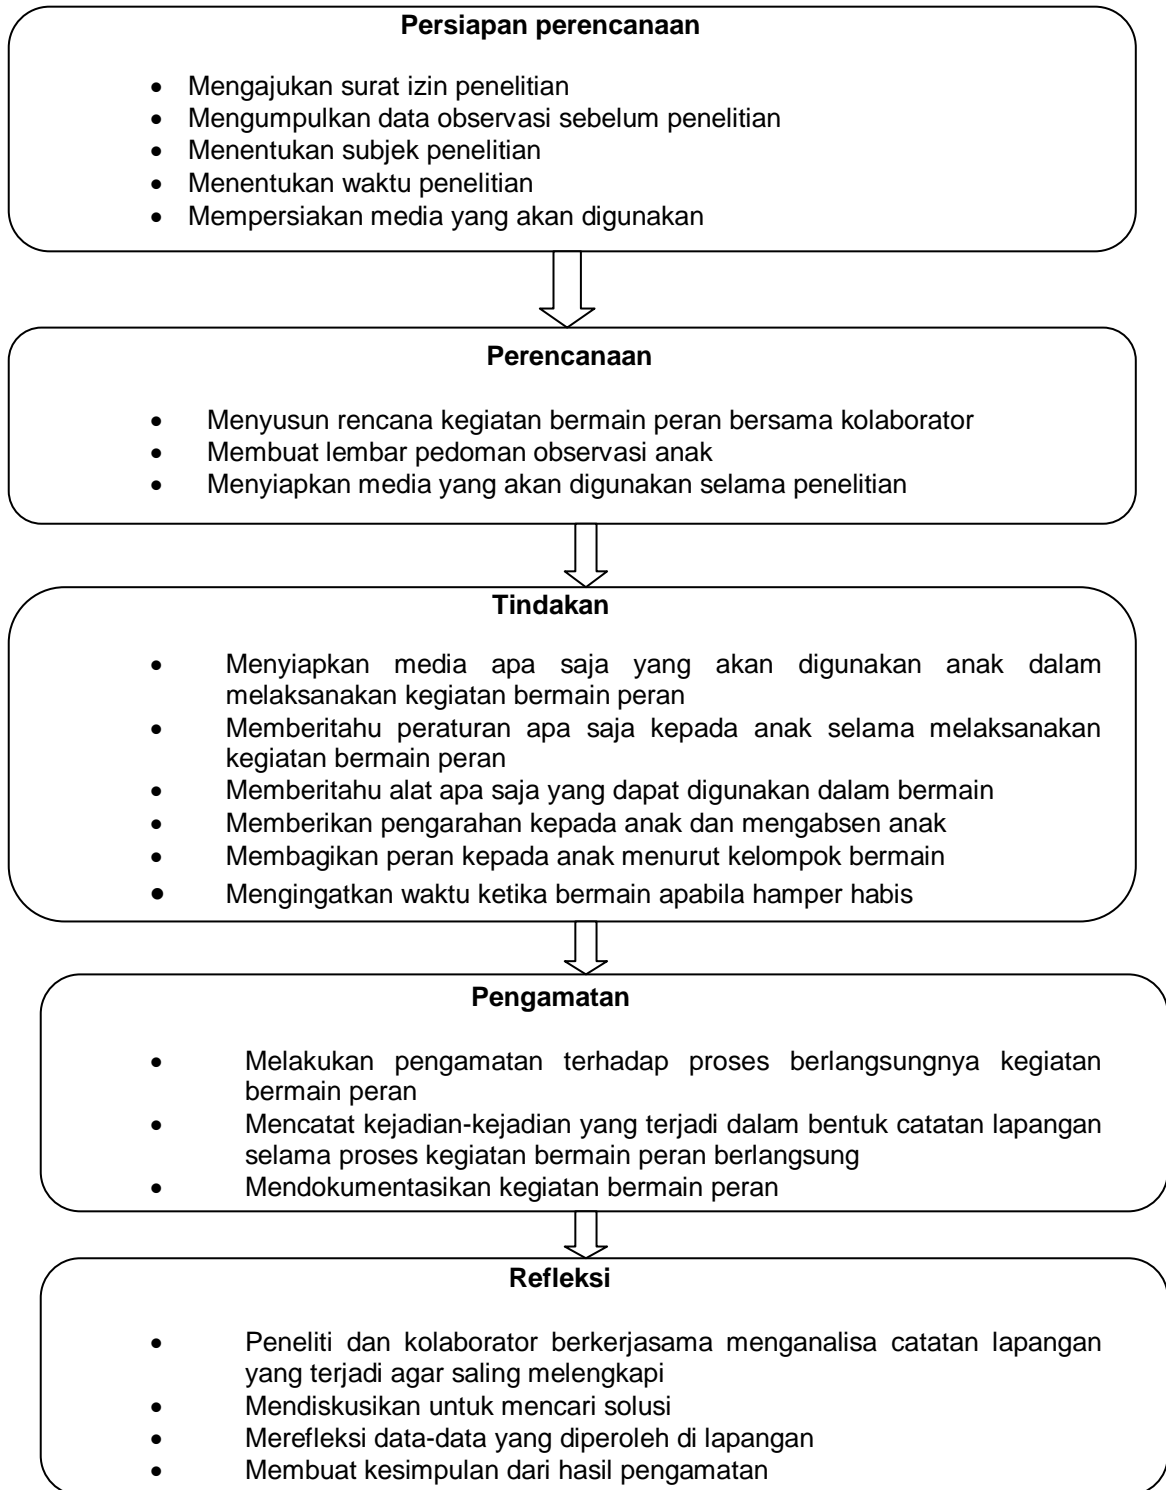 Persiapan perencanaan
• Mengajukan surat izin penelitian
• Mengumpulkan data observasi sebelum penelitian
• Menentukan subjek penelitian
• Menentukan waktu penelitian
• Mempersiakan media yang akan digunakan
Perencanaan
• Menyusun rencana kegiatan bermain peran bersama kolaborator
• Membuat lembar pedoman observasi anak
• Menyiapkan media yang akan digunakan selama penelitian
Tindakan
• Menyiapkan media apa saja yang akan digunakan anak dalam
melaksanakan kegiatan bermain peran
• Memberitahu peraturan apa saja kepada anak selama melaksanakan
kegiatan bermain peran
• Memberitahu alat apa saja yang dapat digunakan dalam bermain
• Memberikan pengarahan kepada anak dan mengabsen anak
• Membagikan peran kepada anak menurut kelompok bermain
• Mengingatkan waktu ketika bermain apabila hamper habis
Pengamatan
• Melakukan pengamatan terhadap proses berlangsungnya kegiatan
bermain peran
• Mencatat kejadian-kejadian yang terjadi dalam bentuk catatan lapangan
selama proses kegiatan bermain peran berlangsung
• Mendokumentasikan kegiatan bermain peran
Refleksi
• Peneliti dan kolaborator berkerjasama menganalisa catatan lapangan
yang terjadi agar saling melengkapi
• Mendiskusikan untuk mencari solusi
• Merefleksi data-data yang diperoleh di lapangan
• Membuat kesimpulan dari hasil pengamatan